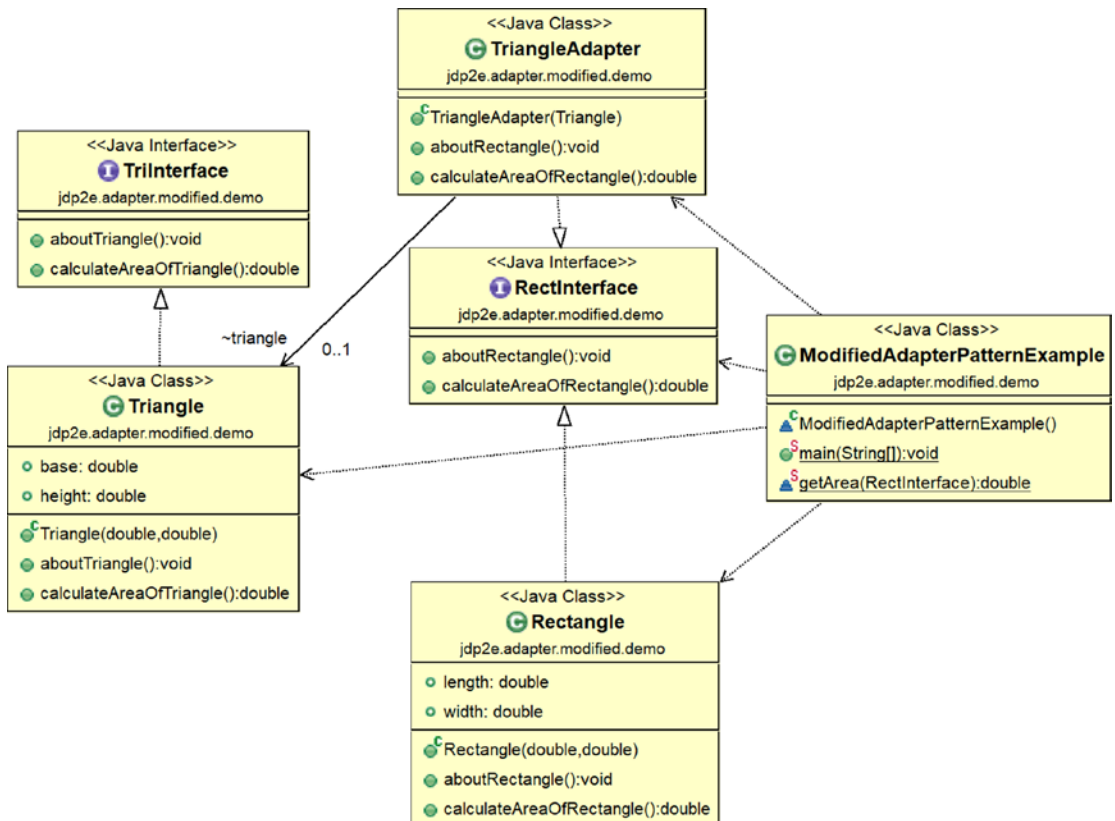 <<Java Class>>
TriangleAdapter
jdp2e.adapter.modified.demo
TriangleAdapter(Triangle)
aboutRectangle():void
calculateAreaOfRectangle():double
<<Java Interface>>
TriInterface
jdp2e.adapter.modified.demo
aboutTriangle():void
calculateAreaOfTriangle():double
<<Java Interface>>
RectInterface
jdp2e.adapter.modified.demo
aboutRectangle():void
calculateAreaOfRectangle():double
~triangle
0..1
<<Java Class>>
ModifiedAdapterPatternExample
jdp2e.adapter.modified.demo
ModifiedAdapterPatternExample()
main(String[]):void
getArea(RectInterface):double
<<Java Class>>
Triangle
jdp2e.adapter.modified.demo
base: double
height: double
Triangle(double,double)
aboutTriangle():void
calculateAreaOfTriangle():double
<<Java Class>>
Rectangle
jdp2e.adapter.modified.demo
length: double
width: double
Rectangle(double,double)
aboutRectangle():void
calculateAreaOfRectangle():double